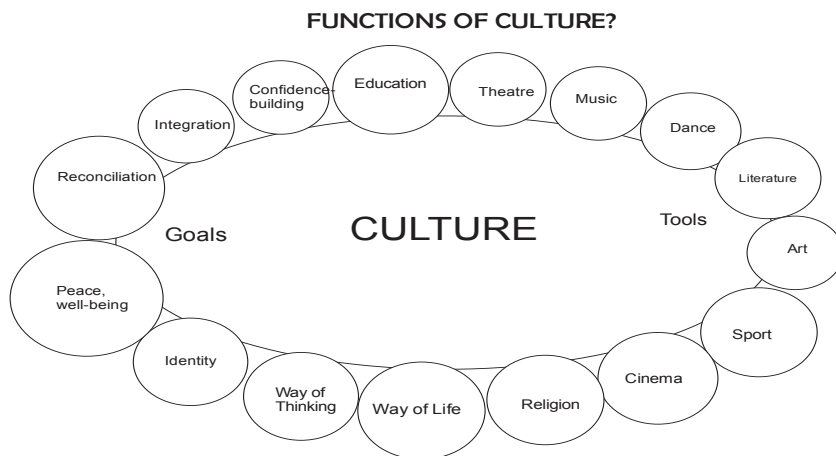 FUNCTIONS OF CULTURE?
Confidence-
building
Education
Theatre
Music
Integration
Dance
Reconciliation
Literature
Goals
CULTURE
Tools
Art
Peace,
well-being
Sport
Identity
Cinema
Way of
Thinking
Way of Life
Religion